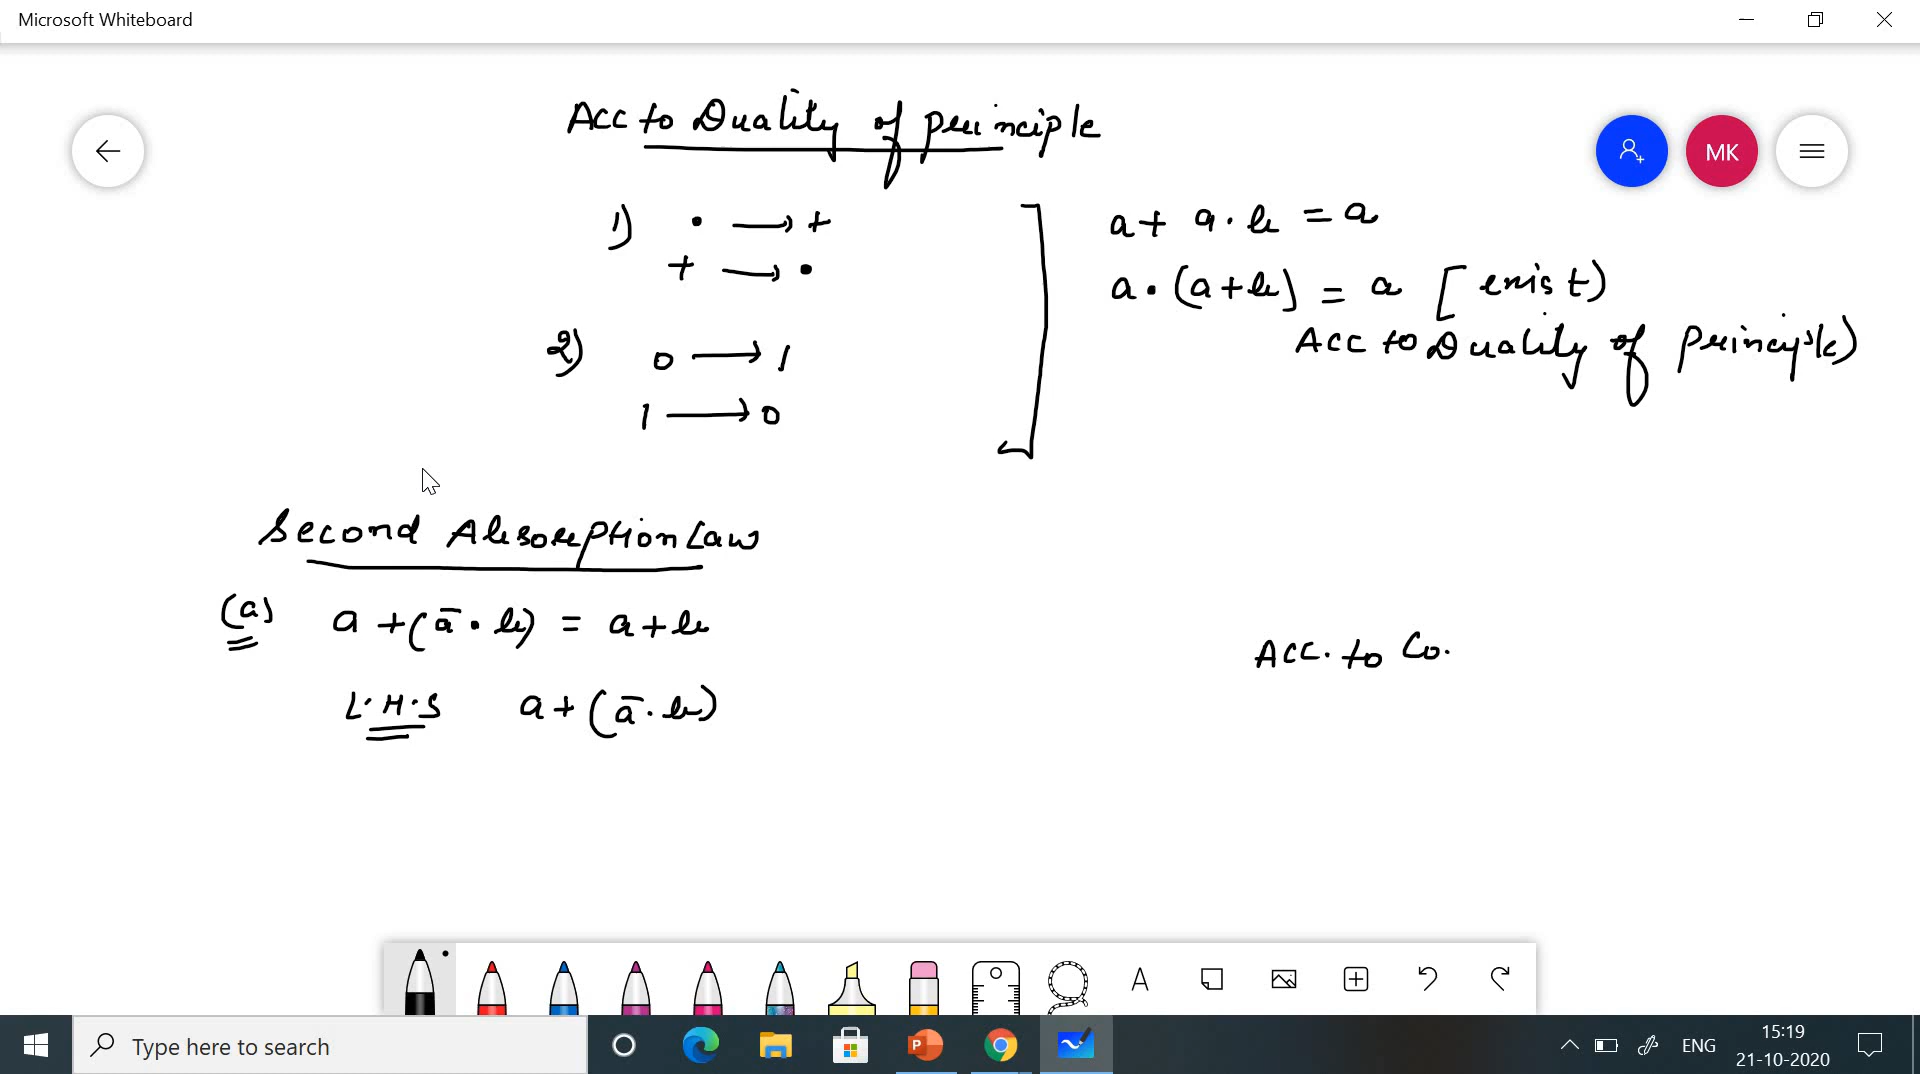 Microsoft Whiteboard
Acc to Duality of principle
MK
1) • → +
+ → •
2) 0 → 1
1 → 0
a + a . b = a
a . (a + b) = a [exist)
Acc to Duality of principle)
Second Absorption Law
(a) a + (ā . b) = a + b
L.H.S a + (ā . b)
Acc. to Co.
A
Type here to search
ENG
15:19
21-10-2020